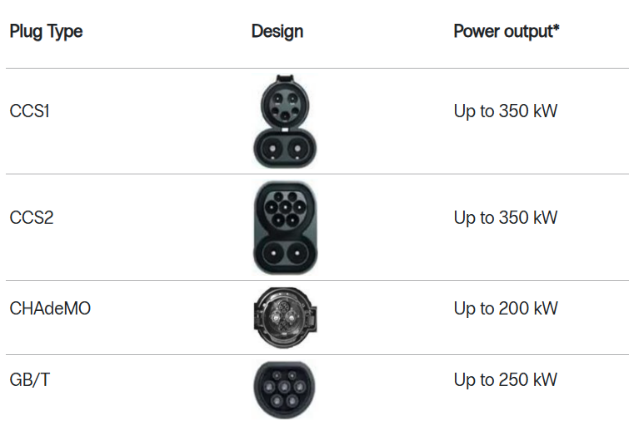 Plug Type Design Power output*
CCS1 Up to 350 kW
CCS2 Up to 350 kW
CHAdeMO Up to 200 kW
GB/T Up to 250 kW